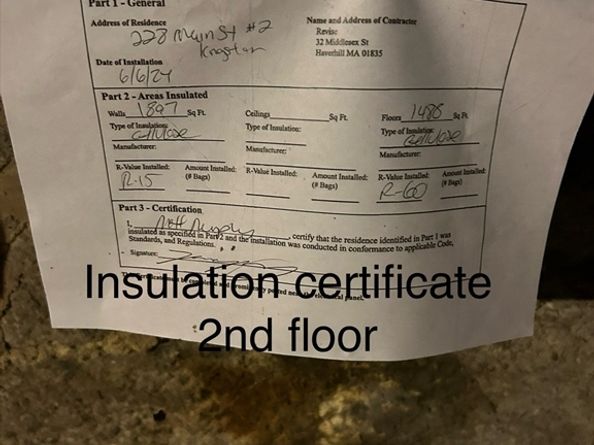 Part 1 - General
Address of Residence
228 Main St #2
Kingston
Name and Address of Contractor
Revise
32 Middlesex St
Haverhill MA 01835
Date of Installation
6/6/24
Part 2 - Areas Insulated
Walls 1897 Sq Ft. Ceilings Sq Ft. Floors 1488 Sq Ft.
Type of Insulation: Type of Insulation: Type of Insulation:
Cellulose Cellulose
Manufacturer: Manufacturer: Manufacturer:
R-Value Installed: Amount Installed: R-Value Installed: Amount Installed: R-Value Installed: Amount Installed:
(# Bags) (# Bags) (# Bags)
R-15 R-60
Part 3 - Certification
I, Murphy, certify that the residence identified in Part 1 was
insulated as specified in Part 2 and the installation was conducted in conformance to applicable Code,
Standards, and Regulations.
Signature:
electrical panel.
Insulation certificate
2nd floor